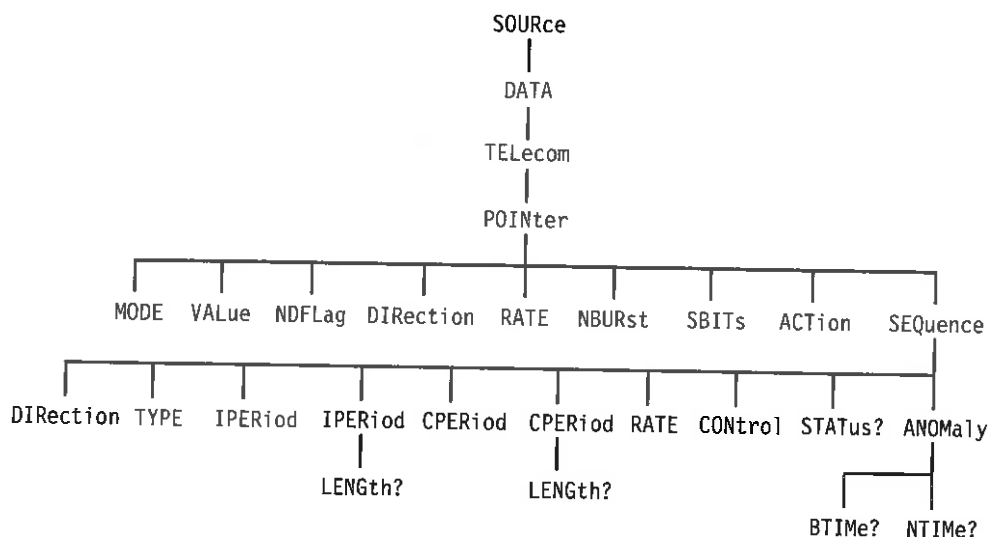 SOURce
DATA
TELecom
POINter
MODE VALue NDFLag DIRection RATE NBURst SBITs ACTion SEQuence
DIRection TYPE IPERiod IPERiod CPERiod CPERiod RATE CONtrol STATus? ANOMaly
LENGth? LENGth?
BTIMe? NTIMe?